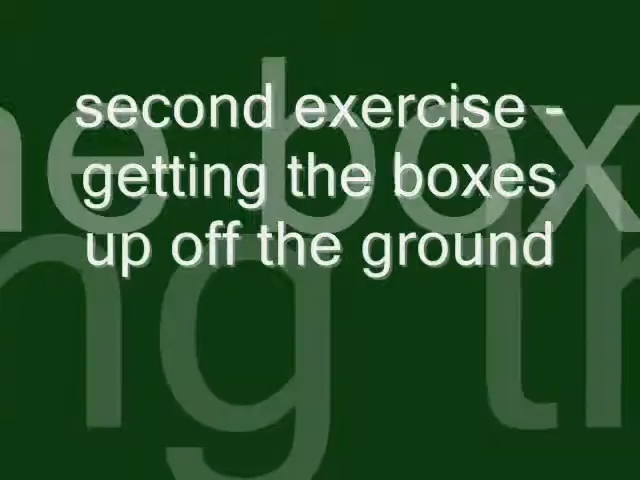 second exercise -
getting the boxes
up off the ground